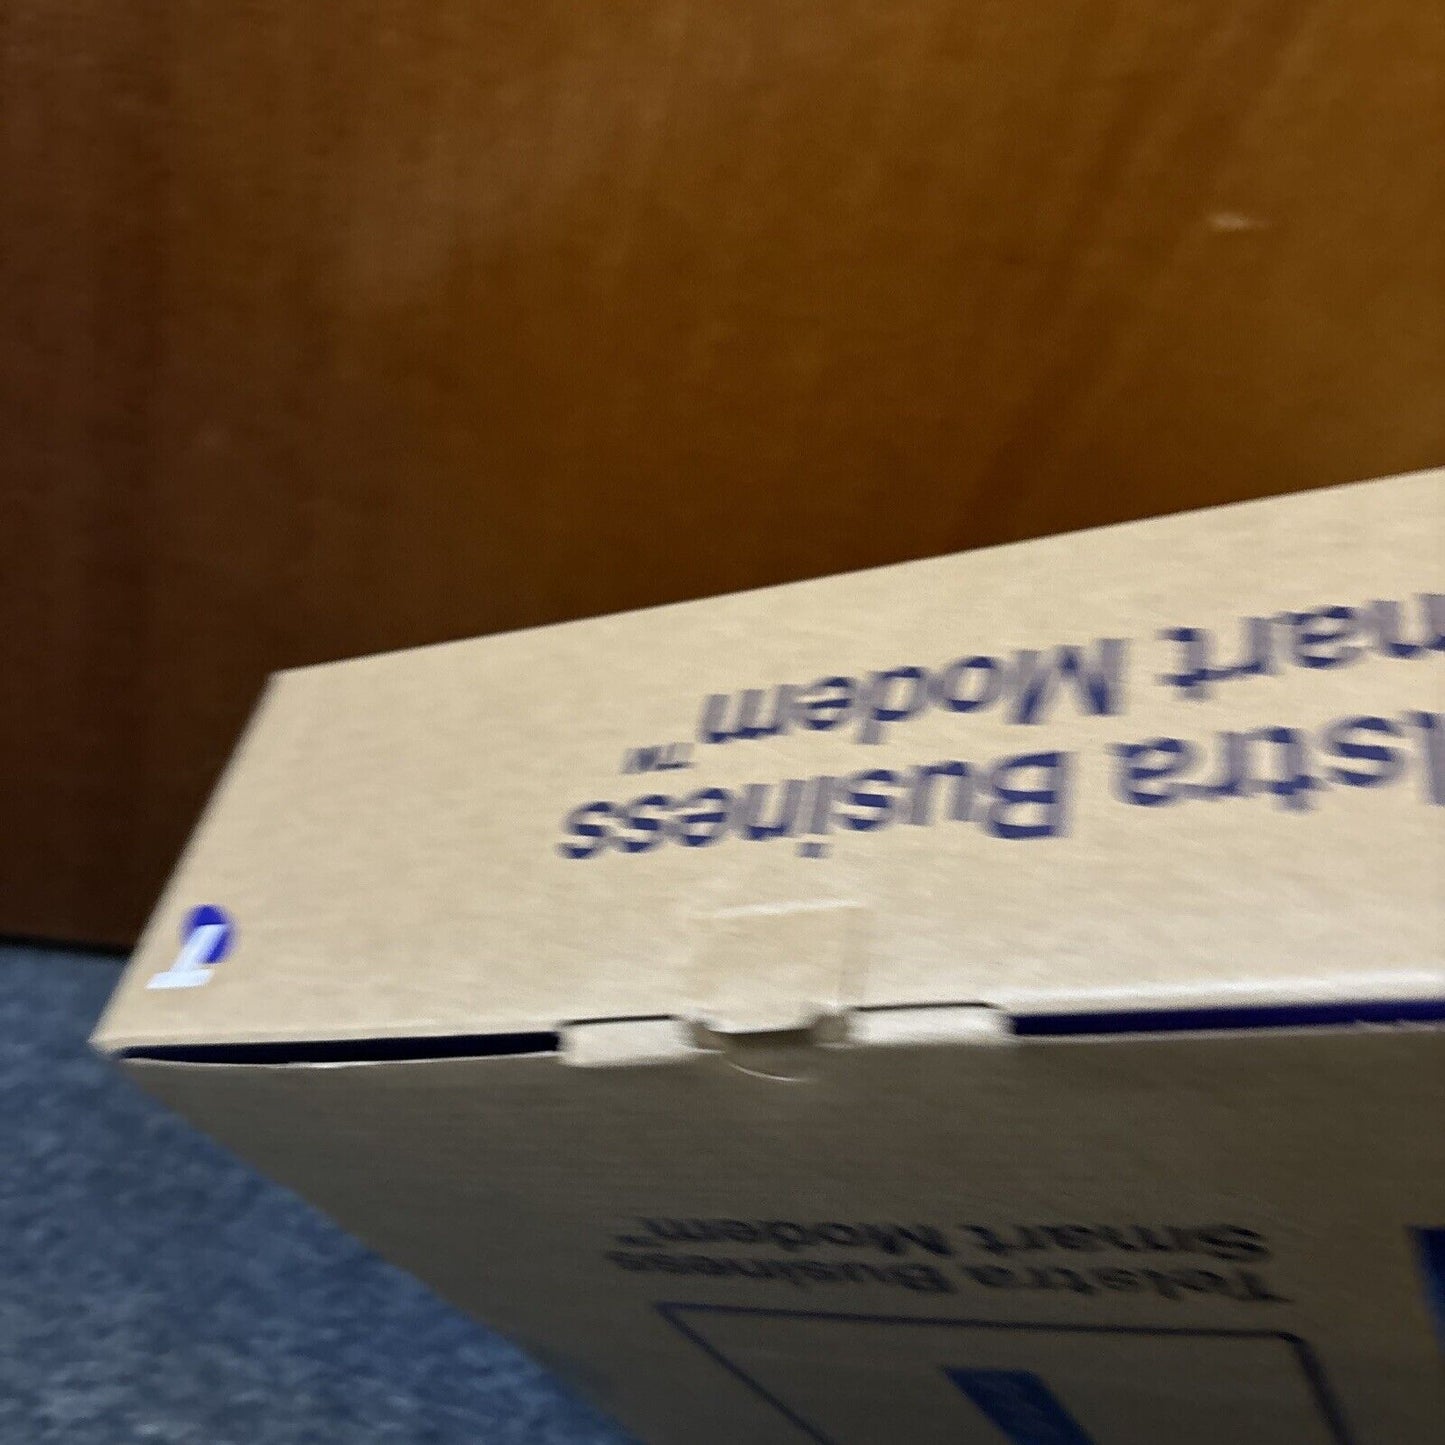 lstra Business
mart Modem™
T
Telstra Business
Smart Modem™